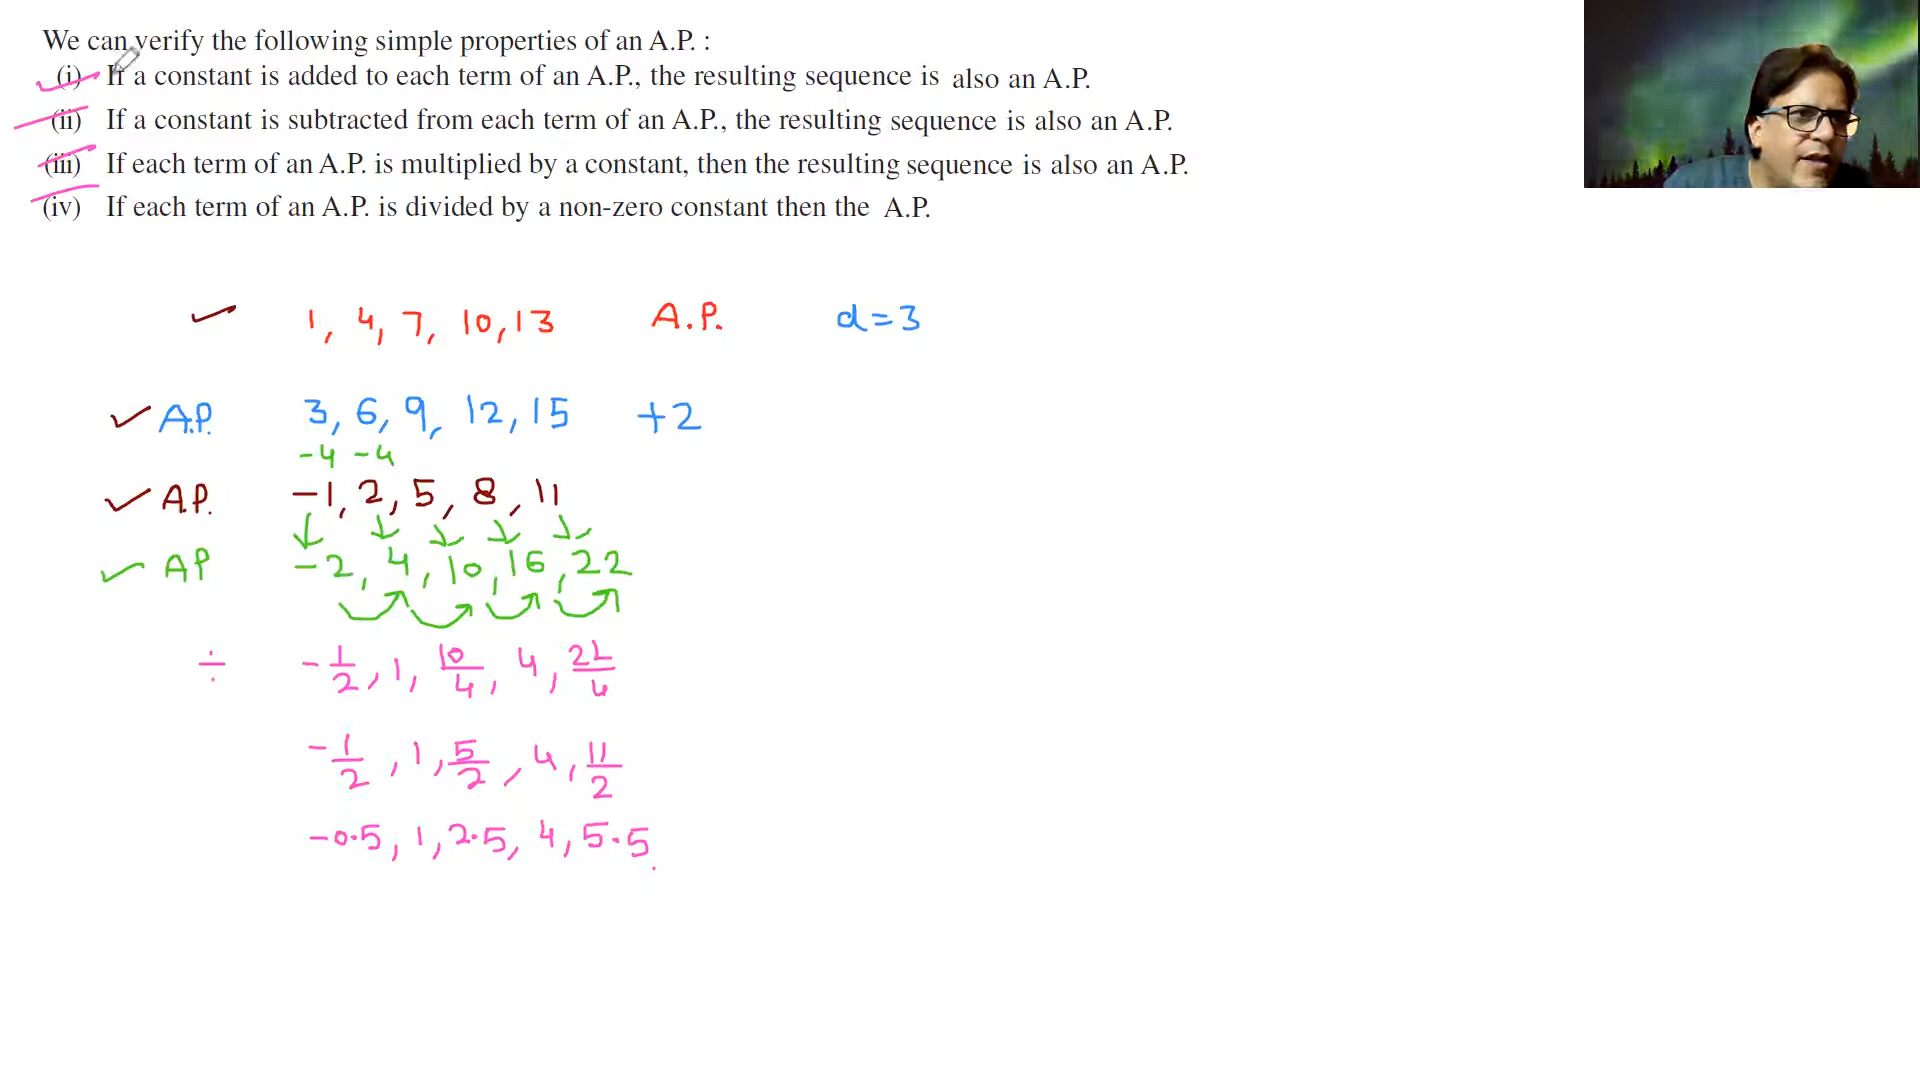 We can verify the following simple properties of an A.P. :
(i) If a constant is added to each term of an A.P., the resulting sequence is also an A.P.
(ii) If a constant is subtracted from each term of an A.P., the resulting sequence is also an A.P.
(iii) If each term of an A.P. is multiplied by a constant, then the resulting sequence is also an A.P.
(iv) If each term of an A.P. is divided by a non-zero constant then the A.P.
1, 4, 7, 10, 13 A.P. d=3
A.P. 3, 6, 9, 12, 15 +2
-4 -4
A.P. -1, 2, 5, 8, 11
AP -2, 4, 10, 16, 22
÷ -1/2, 1, 10/4, 4, 22/4
-1/2, 1, 5/2, 4, 11/2
-0.5, 1, 2.5, 4, 5.5